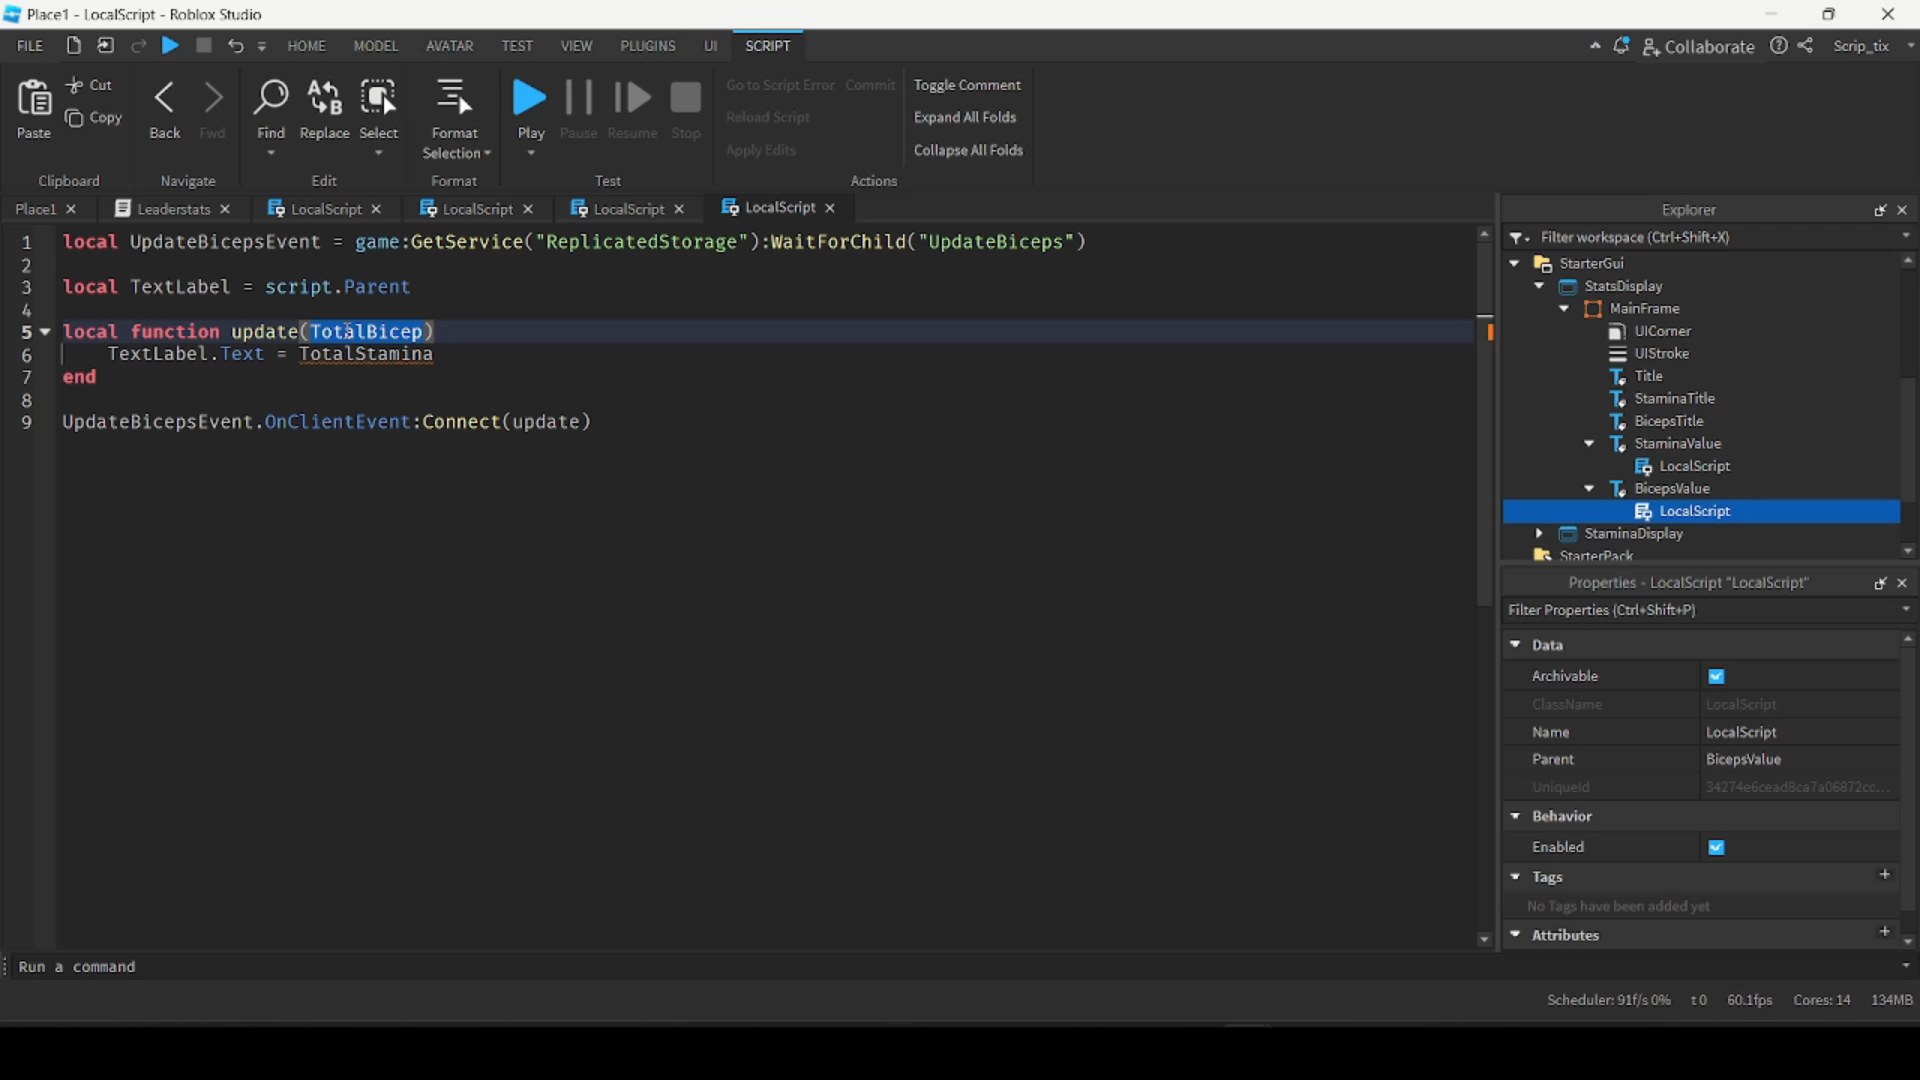 Place1 - LocalScript - Roblox Studio
FILE HOME MODEL AVATAR TEST VIEW PLUGINS UI SCRIPT Collaborate Scrip_tix
Paste Cut Copy
Clipboard
Back Fwd
Navigate
Find Replace Select
Edit
Format Selection
Format
Play Pause Resume Stop
Test
Go to Script Error Commit
Reload Script
Apply Edits
Toggle Comment
Expand All Folds
Collapse All Folds
Actions
Place1 Leaderstats LocalScript LocalScript LocalScript LocalScript
1 local UpdateBicepsEvent = game:GetService("ReplicatedStorage"):WaitForChild("UpdateBiceps")
2
3 local TextLabel = script.Parent
4
5 local function update(TotalBicep)
6 TextLabel.Text = TotalStamina
7 end
8
9 UpdateBicepsEvent.OnClientEvent:Connect(update)
Explorer
Filter workspace (Ctrl+Shift+X)
StarterGui
StatsDisplay
MainFrame
UICorner
UIStroke
Title
StaminaTitle
BicepsTitle
StaminaValue
LocalScript
BicepsValue
LocalScript
StaminaDisplay
StarterPack
Properties - LocalScript "LocalScript"
Filter Properties (Ctrl+Shift+P)
Data
Archivable
ClassName LocalScript
Name LocalScript
Parent BicepsValue
UniqueId 34274e6cead8ca7a06872cc...
Behavior
Enabled
Tags +
No Tags have been added yet
Attributes +
Run a command
Scheduler: 91f/s 0% t 0 60.1fps Cores: 14 134MB